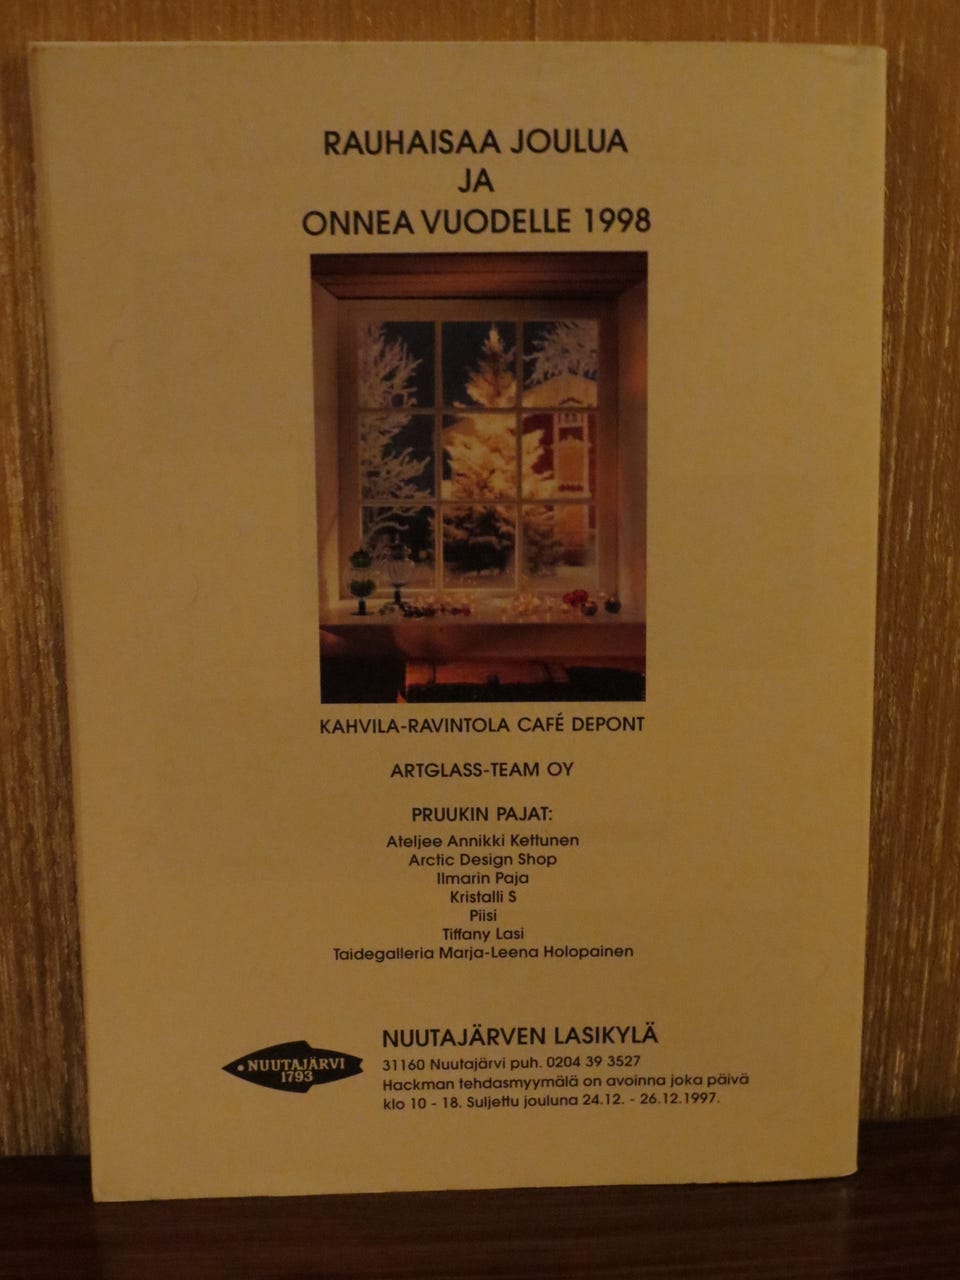 RAUHAISAA JOULUA
JA
ONNEA VUODELLE 1998
KAHVILA-RAVINTOLA CAFÉ DEPONT
ARTGLASS-TEAM OY
PRUUKIN PAJAT:
Ateljee Annikki Kettunen
Arctic Design Shop
Ilmarin Paja
Kristalli S
Piisi
Tiffany Lasi
Taidegalleria Marja-Leena Holopainen
NUUTAJÄRVI
1793
NUUTAJÄRVEN LASIKYLÄ
31160 Nuutajärvi puh. 0204 39 3527
Hackman tehdasmyymälä on avoinna joka päivä
klo 10 - 18. Suljettu jouluna 24.12. - 26.12.1997.